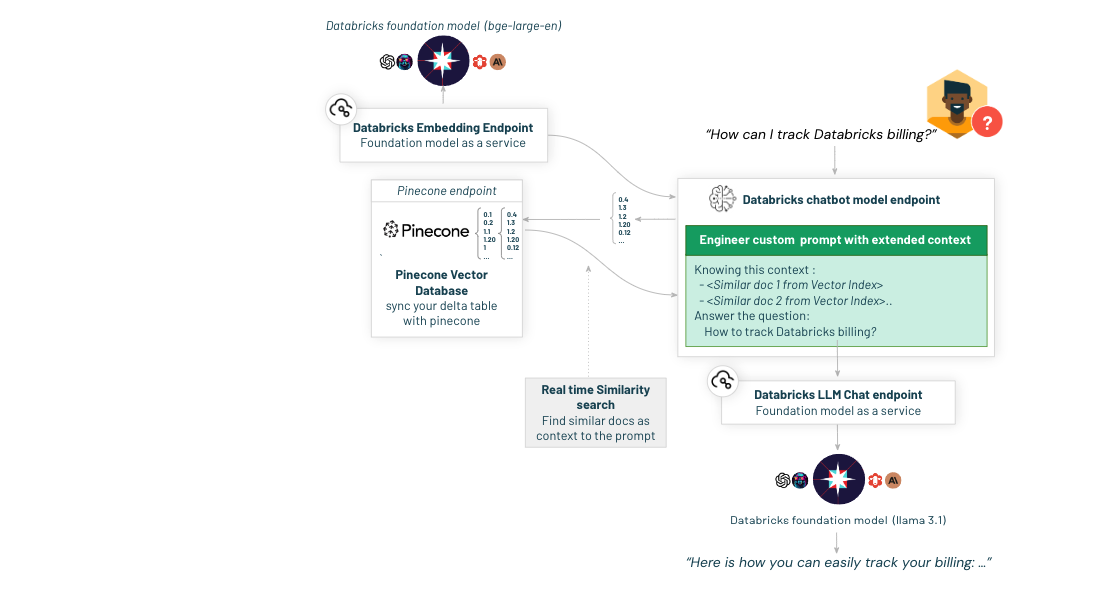 Databricks foundation model (bge-large-en)
Databricks Embedding Endpoint
Foundation model as a service
Pinecone endpoint
Pinecone
0.1
0.2
1.1
1.20
1
...
0.4
1.3
1.2
1.20
0.12
...
Pinecone Vector
Database
sync your delta table
with pinecone
0.4
1.3
1.2
1.20
0.12
...
Real time Similarity
search
Find similar docs as
context to the prompt
?
“How can I track Databricks billing?”
Databricks chatbot model endpoint
Engineer custom prompt with extended context
Knowing this context :
- <Similar doc 1 from Vector Index>
- <Similar doc 2 from Vector Index>..
Answer the question:
How to track Databricks billing?
Databricks LLM Chat endpoint
Foundation model as a service
Databricks foundation model (llama 3.1)
“Here is how you can easily track your billing: …”